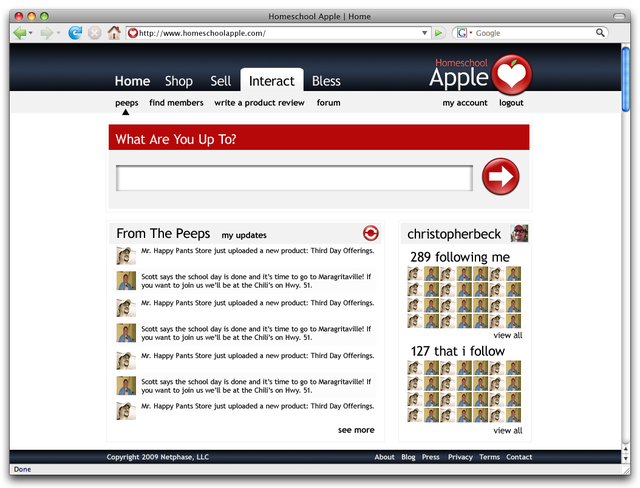 Homeschool Apple | Home
http://www.homeschoolapple.com/
Google
Home Shop Sell Interact Bless
Homeschool
Apple
peeps find members write a product review forum my account logout
What Are You Up To?
From The Peeps my updates
Mr. Happy Pants Store just uploaded a new product: Third Day Offerings.
Scott says the school day is done and it's time to go to Maragritaville! If
you want to join us we'll be at the Chili's on Hwy. 51.
Mr. Happy Pants Store just uploaded a new product: Third Day Offerings.
Scott says the school day is done and it's time to go to Maragritaville! If
you want to join us we'll be at the Chili's on Hwy. 51.
Mr. Happy Pants Store just uploaded a new product: Third Day Offerings.
Scott says the school day is done and it's time to go to Maragritaville! If
you want to join us we'll be at the Chili's on Hwy. 51.
Mr. Happy Pants Store just uploaded a new product: Third Day Offerings.
see more
christopherbeck
289 following me
view all
127 that i follow
view all
Copyright 2009 Netphase, LLC
About Blog Press Privacy Terms Contact
Done